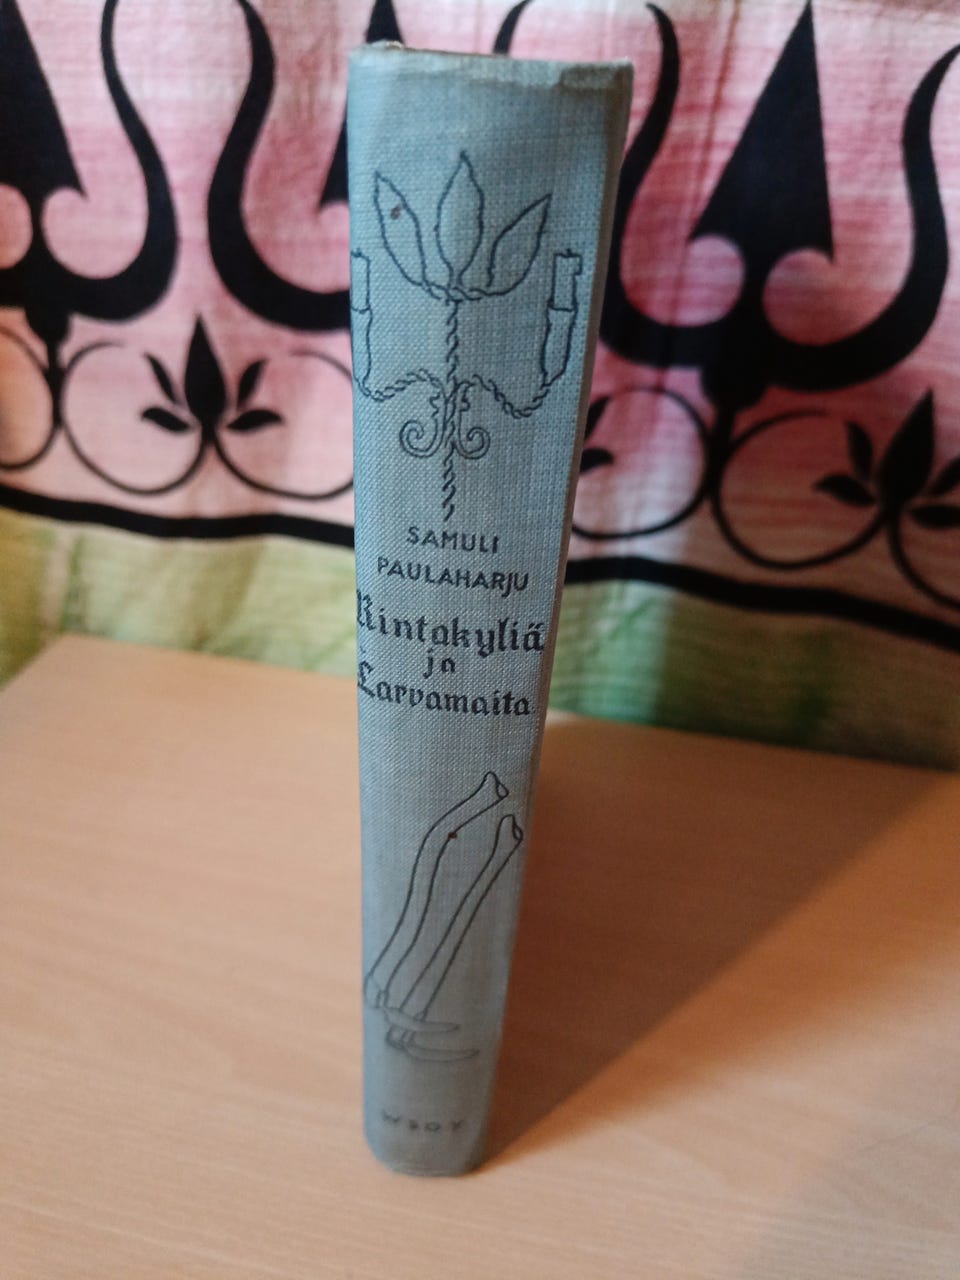 SAMULI
PAULAHARJU
Rintakyliä
ja
Larvamaita
WSOY